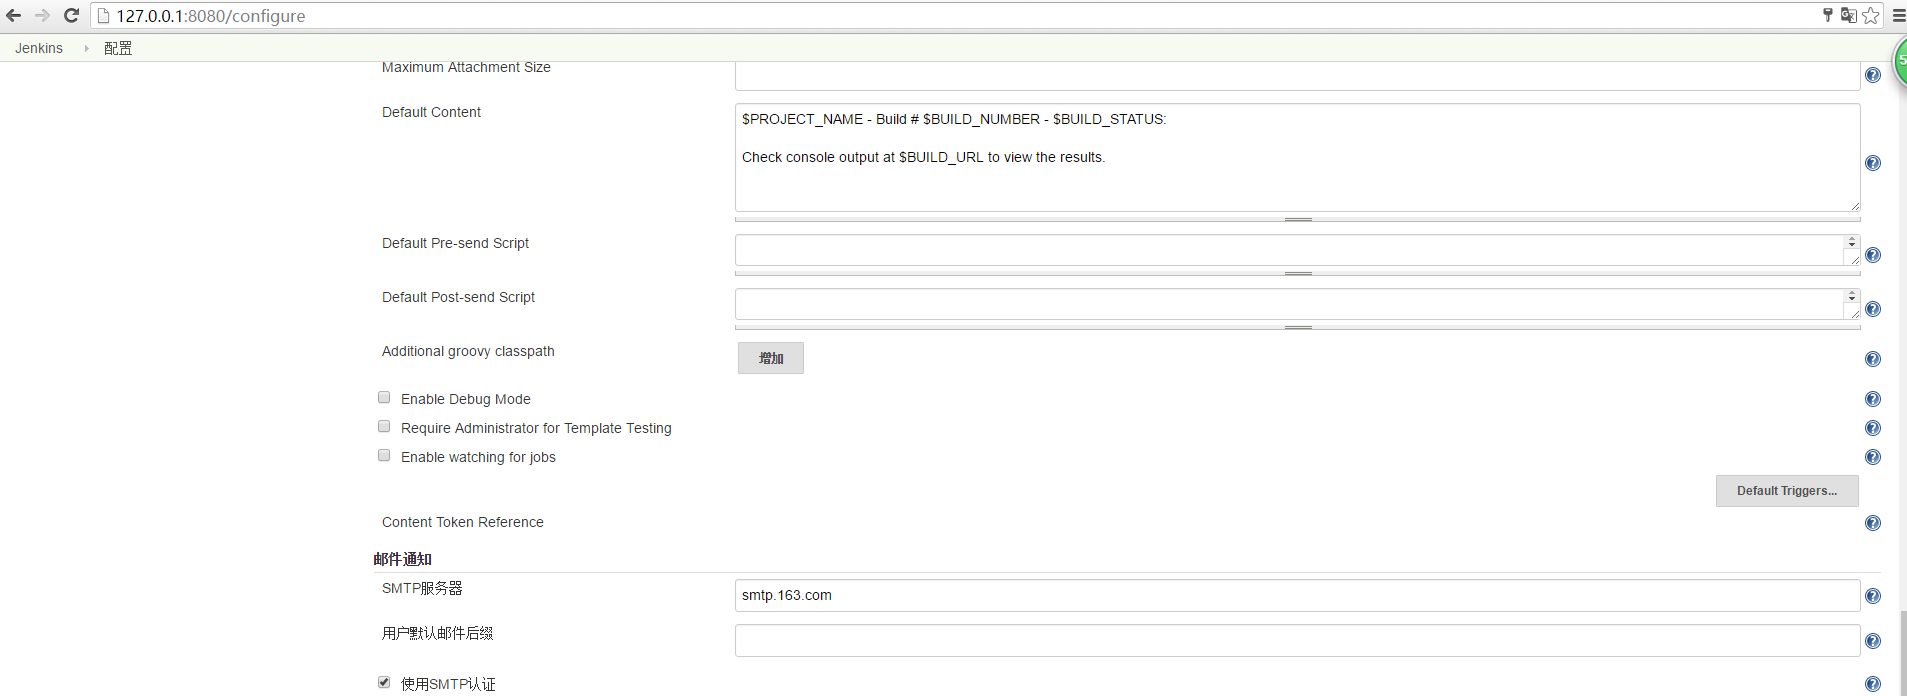 127.0.0.1:8080/configure
Jenkins 配置
5
Maximum Attachment Size
Default Content
$PROJECT_NAME - Build # $BUILD_NUMBER - $BUILD_STATUS:
Check console output at $BUILD_URL to view the results.
Default Pre-send Script
Default Post-send Script
Additional groovy classpath
增加
Enable Debug Mode
Require Administrator for Template Testing
Enable watching for jobs
Default Triggers...
Content Token Reference
邮件通知
SMTP服务器
smtp.163.com
用户默认邮件后缀
使用SMTP认证